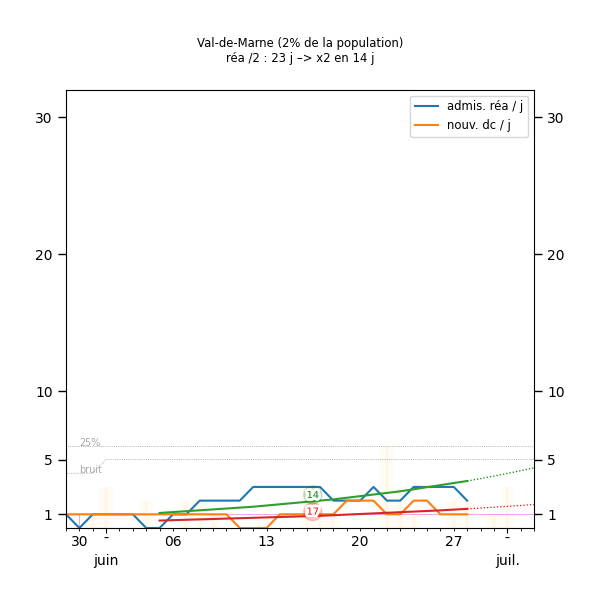 Val-de-Marne (2% de la population)
réa /2 : 23 j –> x2 en 14 j
admis. réa / j
nouv. dc / j
30
30
20
20
10
10
25%
5
5
bruit
14
17
1
1
30
-
06
13
20
27
-
juin
juil.